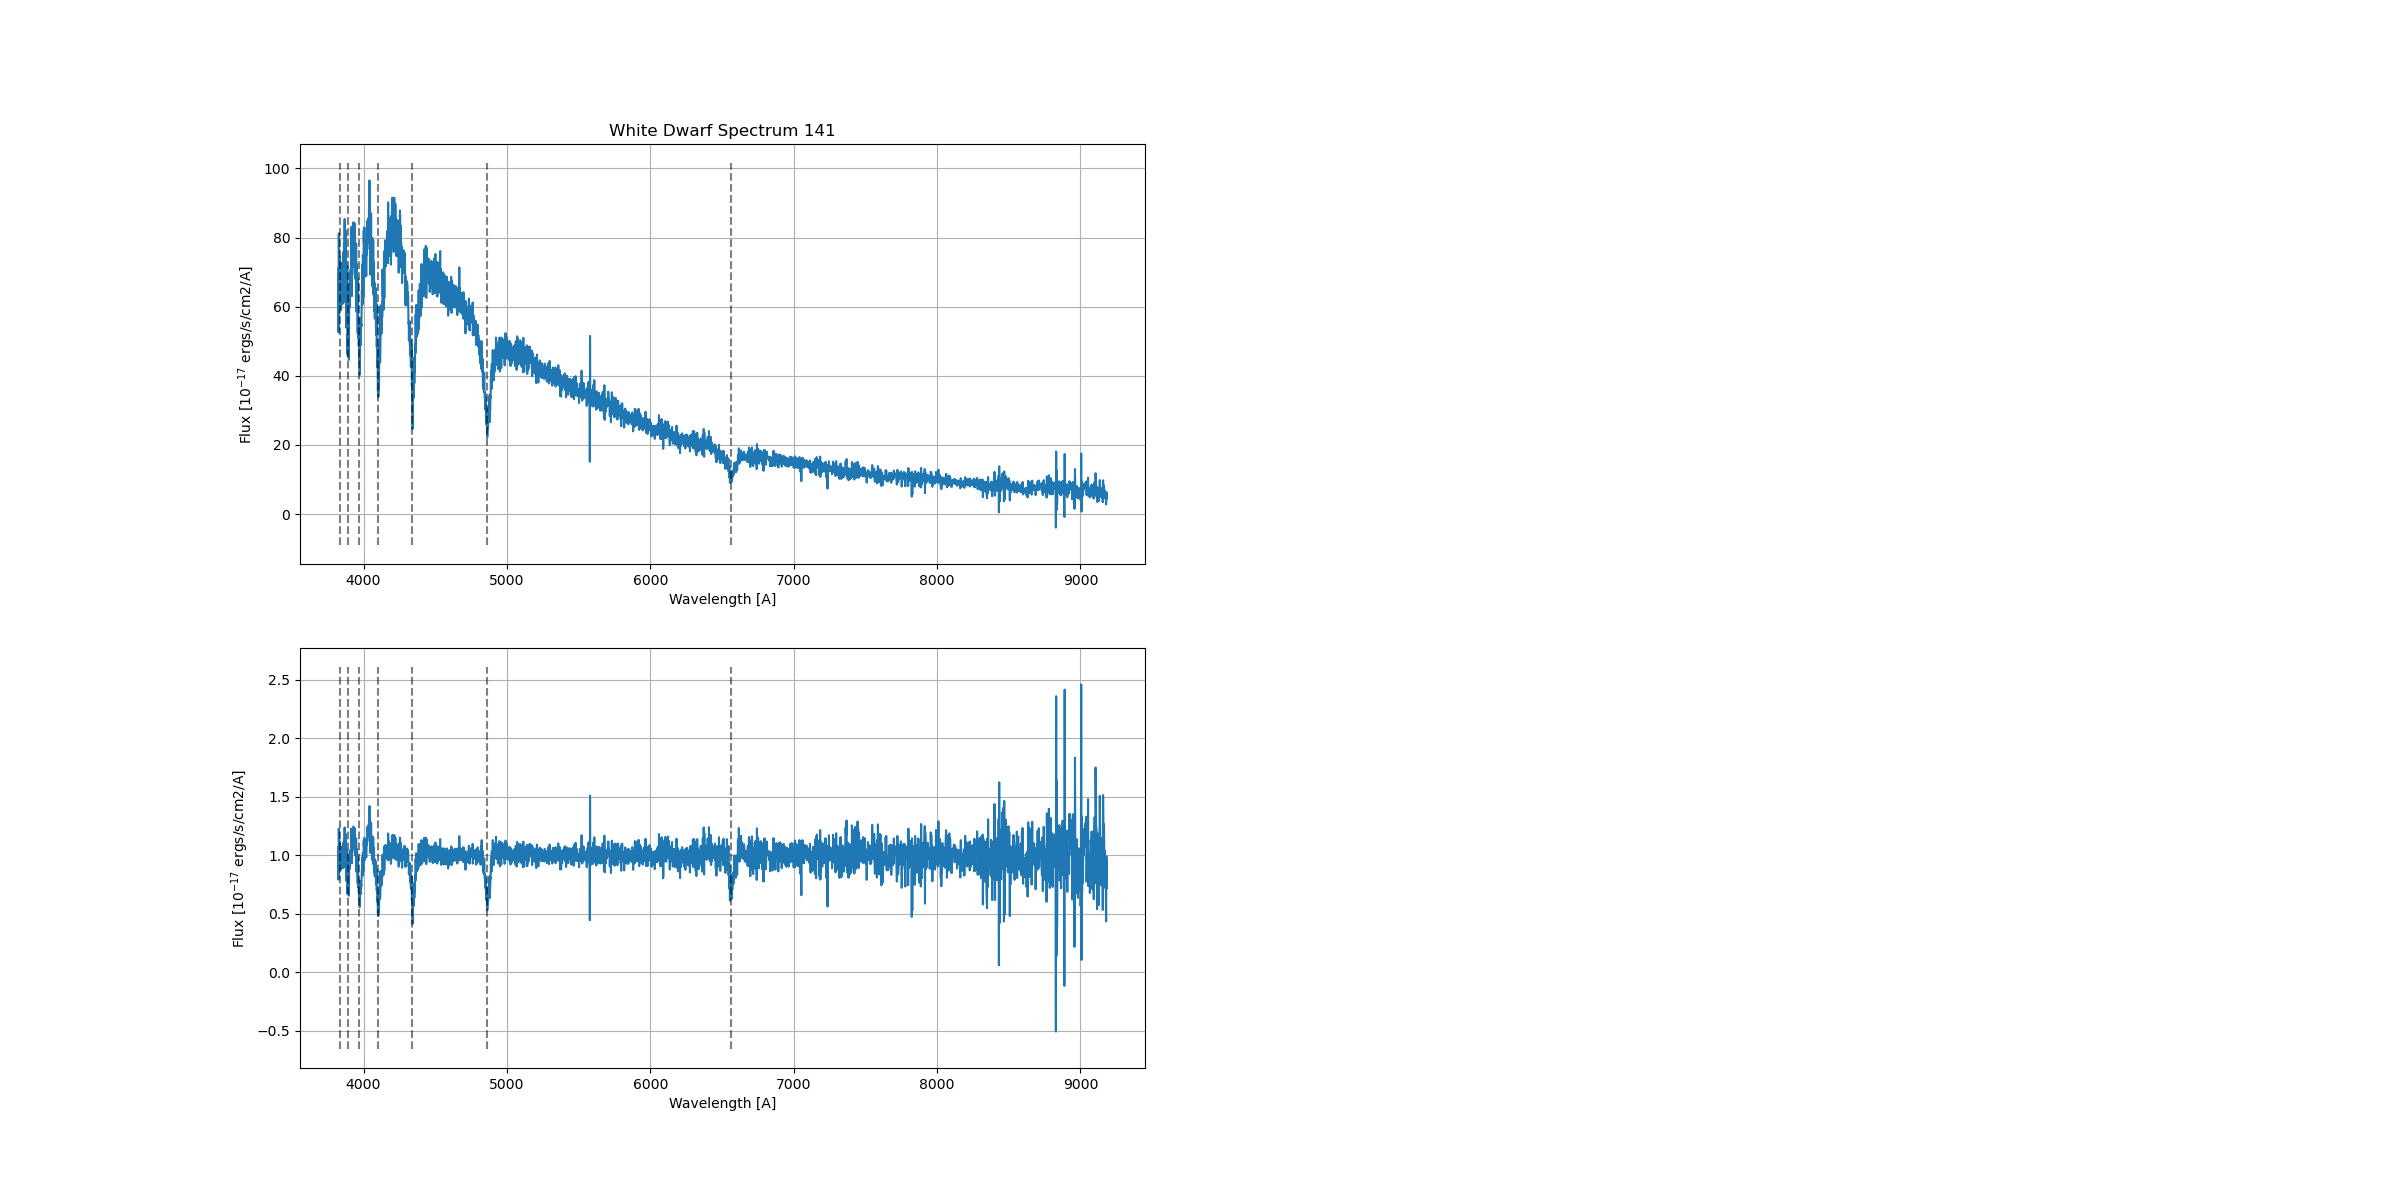 White Dwarf Spectrum 141
100
80
60
40
20
0
Flux [10⁻¹⁷ ergs/s/cm2/A]
4000 5000 6000 7000 8000 9000
Wavelength [A]
2.5
2.0
1.5
1.0
0.5
0.0
−0.5
Flux [10⁻¹⁷ ergs/s/cm2/A]
4000 5000 6000 7000 8000 9000
Wavelength [A]